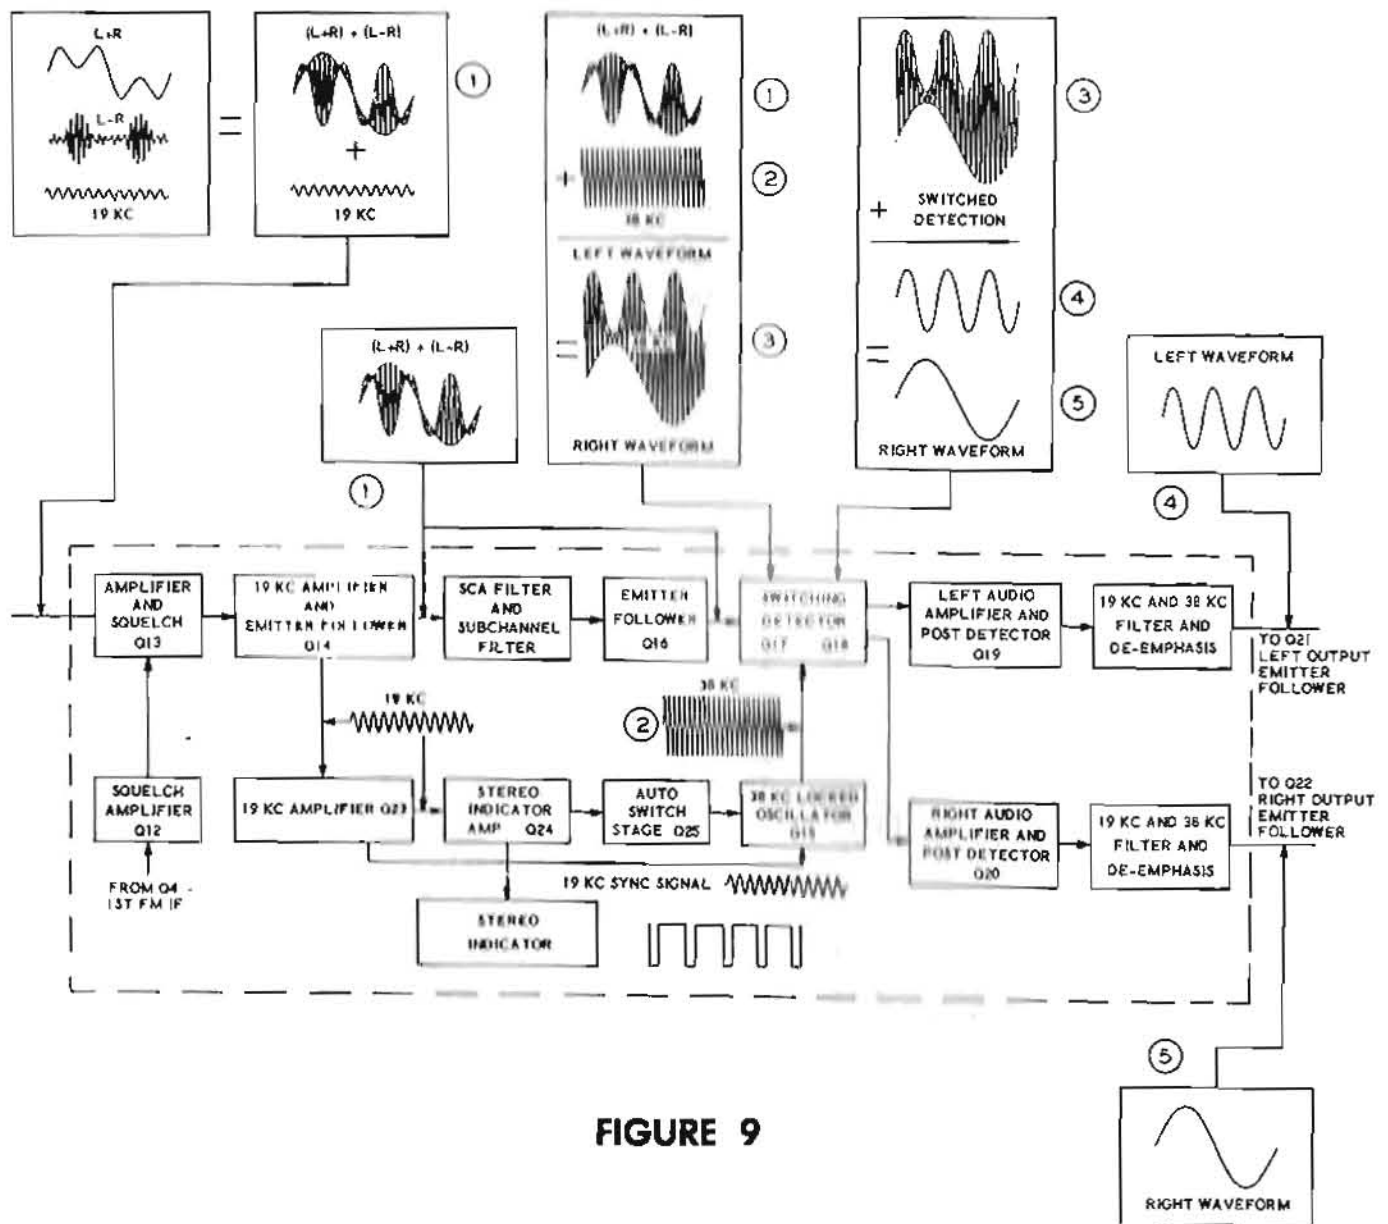 L+R
L-R
19 KC
=
(L+R) + (L-R)
+
19 KC
1
(L+R) + (L-R)
1
+
2
38 KC
LEFT WAVEFORM
=
3
RIGHT WAVEFORM
3
+ SWITCHED
DETECTION
4
=
5
RIGHT WAVEFORM
(L+R) + (L-R)
1
LEFT WAVEFORM
4
AMPLIFIER
AND
SQUELCH
Q13
19 KC AMPLIFIER
AND
EMITTER FOLLOWER
Q14
SCA FILTER
AND
SUBCHANNEL
FILTER
EMITTER
FOLLOWER
Q16
SWITCHING
DETECTOR
Q17 Q18
LEFT AUDIO
AMPLIFIER AND
POST DETECTOR
Q19
19 KC AND 38 KC
FILTER AND
DE-EMPHASIS
TO Q21
LEFT OUTPUT
EMITTER
FOLLOWER
19 KC
38 KC
2
SQUELCH
AMPLIFIER
Q12
19 KC AMPLIFIER Q23
STEREO
INDICATOR
AMP Q24
AUTO
SWITCH
STAGE Q25
38 KC LOCKED
OSCILLATOR
Q15
RIGHT AUDIO
AMPLIFIER AND
POST DETECTOR
Q20
19 KC AND 38 KC
FILTER AND
DE-EMPHASIS
TO Q22
RIGHT OUTPUT
EMITTER
FOLLOWER
FROM Q4 -
1ST FM IF
19 KC SYNC SIGNAL
STEREO
INDICATOR
5
RIGHT WAVEFORM
FIGURE 9